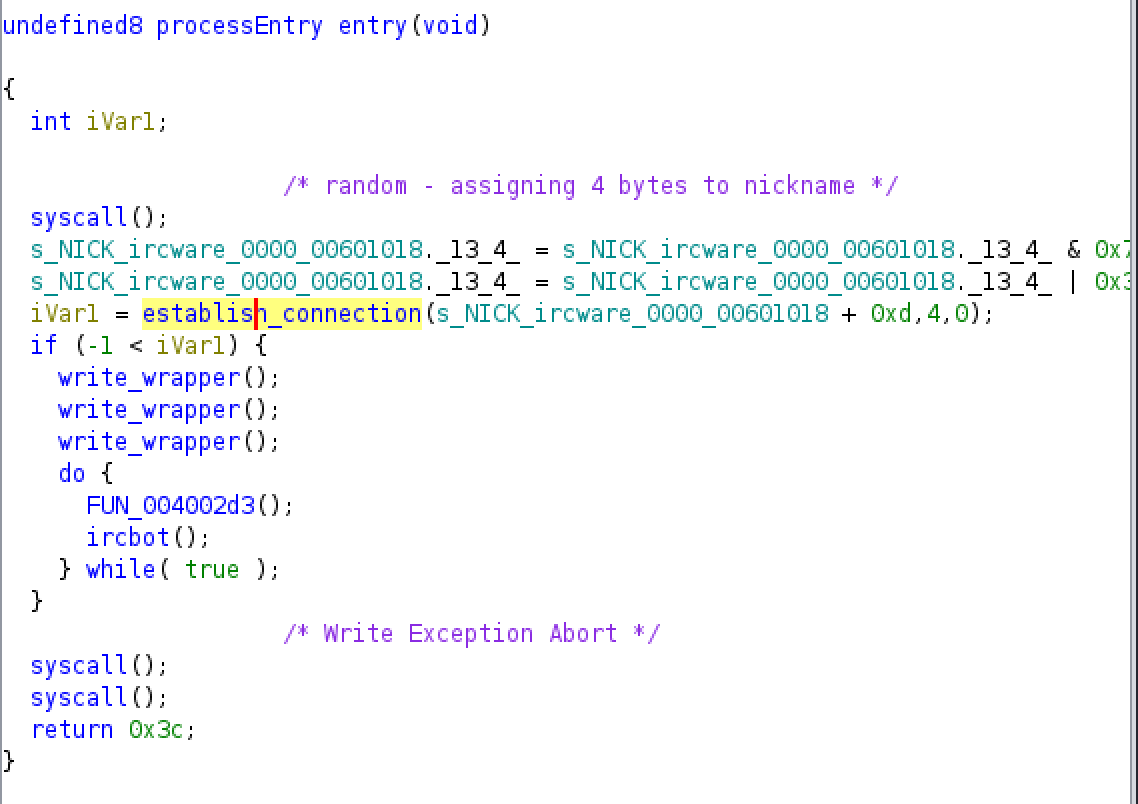 undefined8 processEntry entry(void)
{
int iVar1;
/* random - assigning 4 bytes to nickname */
syscall();
s_NICK_ircware_0000_00601018._13_4_ = s_NICK_ircware_0000_00601018._13_4_ & 0x7
s_NICK_ircware_0000_00601018._13_4_ = s_NICK_ircware_0000_00601018._13_4_ | 0x3
iVar1 = establish_connection(s_NICK_ircware_0000_00601018 + 0xd,4,0);
if (-1 < iVar1) {
write_wrapper();
write_wrapper();
write_wrapper();
do {
FUN_004002d3();
ircbot();
} while( true );
}
/* Write Exception Abort */
syscall();
syscall();
return 0x3c;
}